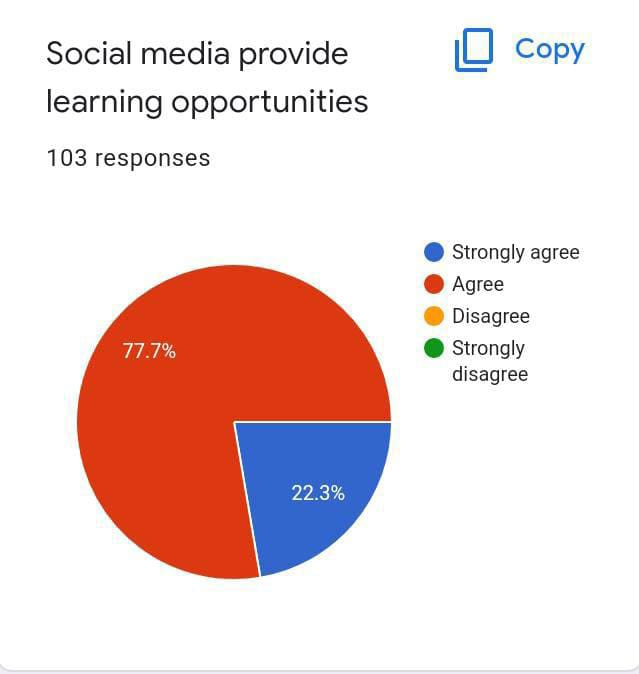 Social media provide
learning opportunities
Copy
103 responses
Strongly agree
Agree
Disagree
Strongly
disagree
77.7%
22.3%